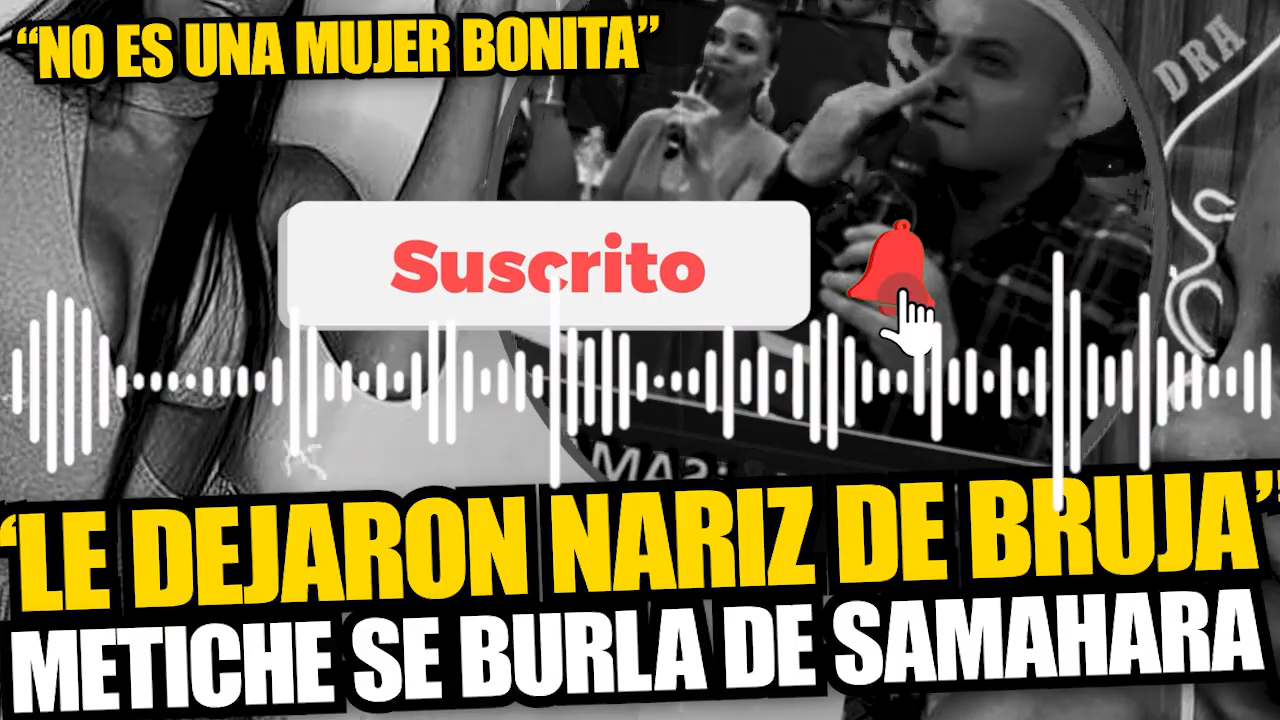 “NO ES UNA MUJER BONITA”
DRA
Suscrito
“LE DEJARON NARIZ DE BRUJA”
METICHE SE BURLA DE SAMAHARA